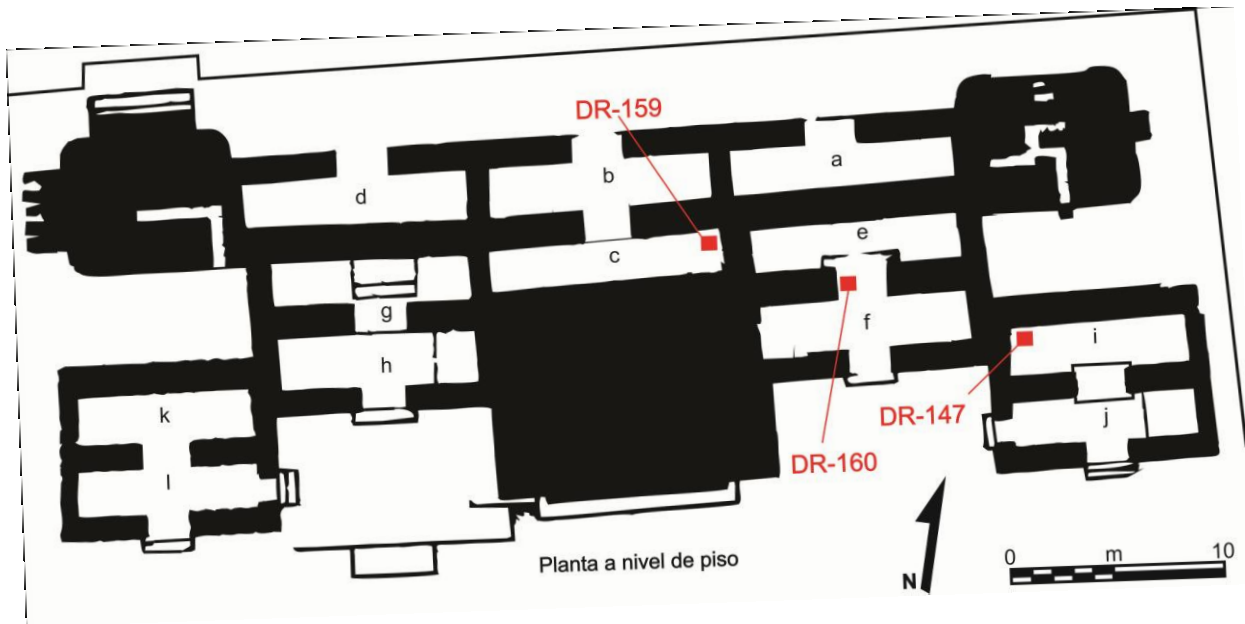 DR-159
a
b
d
e
c
g
f
i
h
DR-147
k
j
DR-160
l
0 m 10
Planta a nivel de piso
N